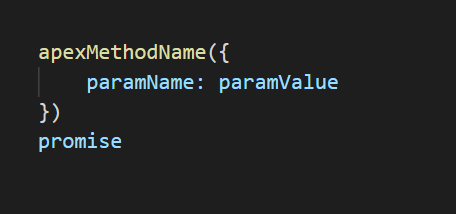 apexMethodName({
    paramName: paramValue
})
promise